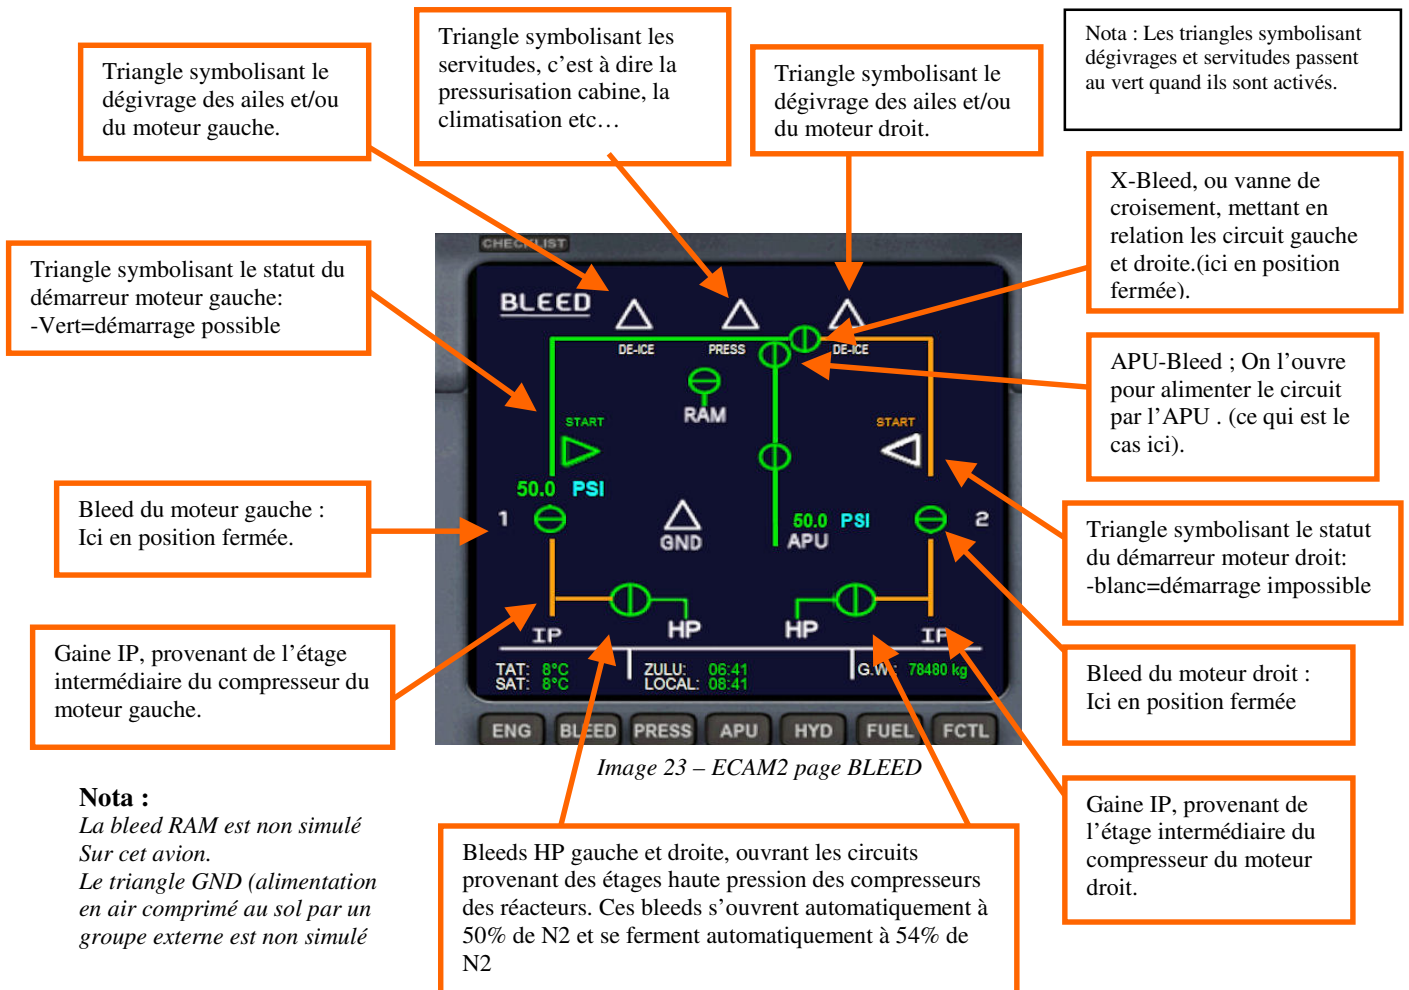 Triangle symbolisant le
dégivrage des ailes et/ou
du moteur gauche.
Triangle symbolisant les
servitudes, c’est à dire la
pressurisation cabine, la
climatisation etc…
Triangle symbolisant le
dégivrage des ailes et/ou
du moteur droit.
Nota : Les triangles symbolisant
dégivrages et servitudes passent
au vert quand ils sont activés.
X-Bleed, ou vanne de
croisement, mettant en
relation les circuit gauche
et droite.(ici en position
fermée).
Triangle symbolisant le statut du
démarreur moteur gauche:
-Vert=démarrage possible
APU-Bleed ; On l’ouvre
pour alimenter le circuit
par l’APU . (ce qui est le
cas ici).
Bleed du moteur gauche :
Ici en position fermée.
Triangle symbolisant le statut
du démarreur moteur droit:
-blanc=démarrage impossible
Gaine IP, provenant de l’étage
intermédiaire du compresseur du
moteur gauche.
Bleed du moteur droit :
Ici en position fermée
CHECKLIST
BLEED
DE-ICE PRESS DE-ICE
RAM
START START
50.0 PSI
1 GND 50.0 PSI 2
APU
IP HP HP IP
TAT: 8°C ZULU: 06:41 G.W.: 78480 kg
SAT: 8°C LOCAL: 08:41
ENG BLEED PRESS APU HYD FUEL FCTL
Image 23 – ECAM2 page BLEED
Nota :
La bleed RAM est non simulé
Sur cet avion.
Le triangle GND (alimentation
en air comprimé au sol par un
groupe externe est non simulé
Bleeds HP gauche et droite, ouvrant les circuits
provenant des étages haute pression des compresseurs
des réacteurs. Ces bleeds s’ouvrent automatiquement à
50% de N2 et se ferment automatiquement à 54% de
N2
Gaine IP, provenant de
l’étage intermédiaire du
compresseur du moteur
droit.